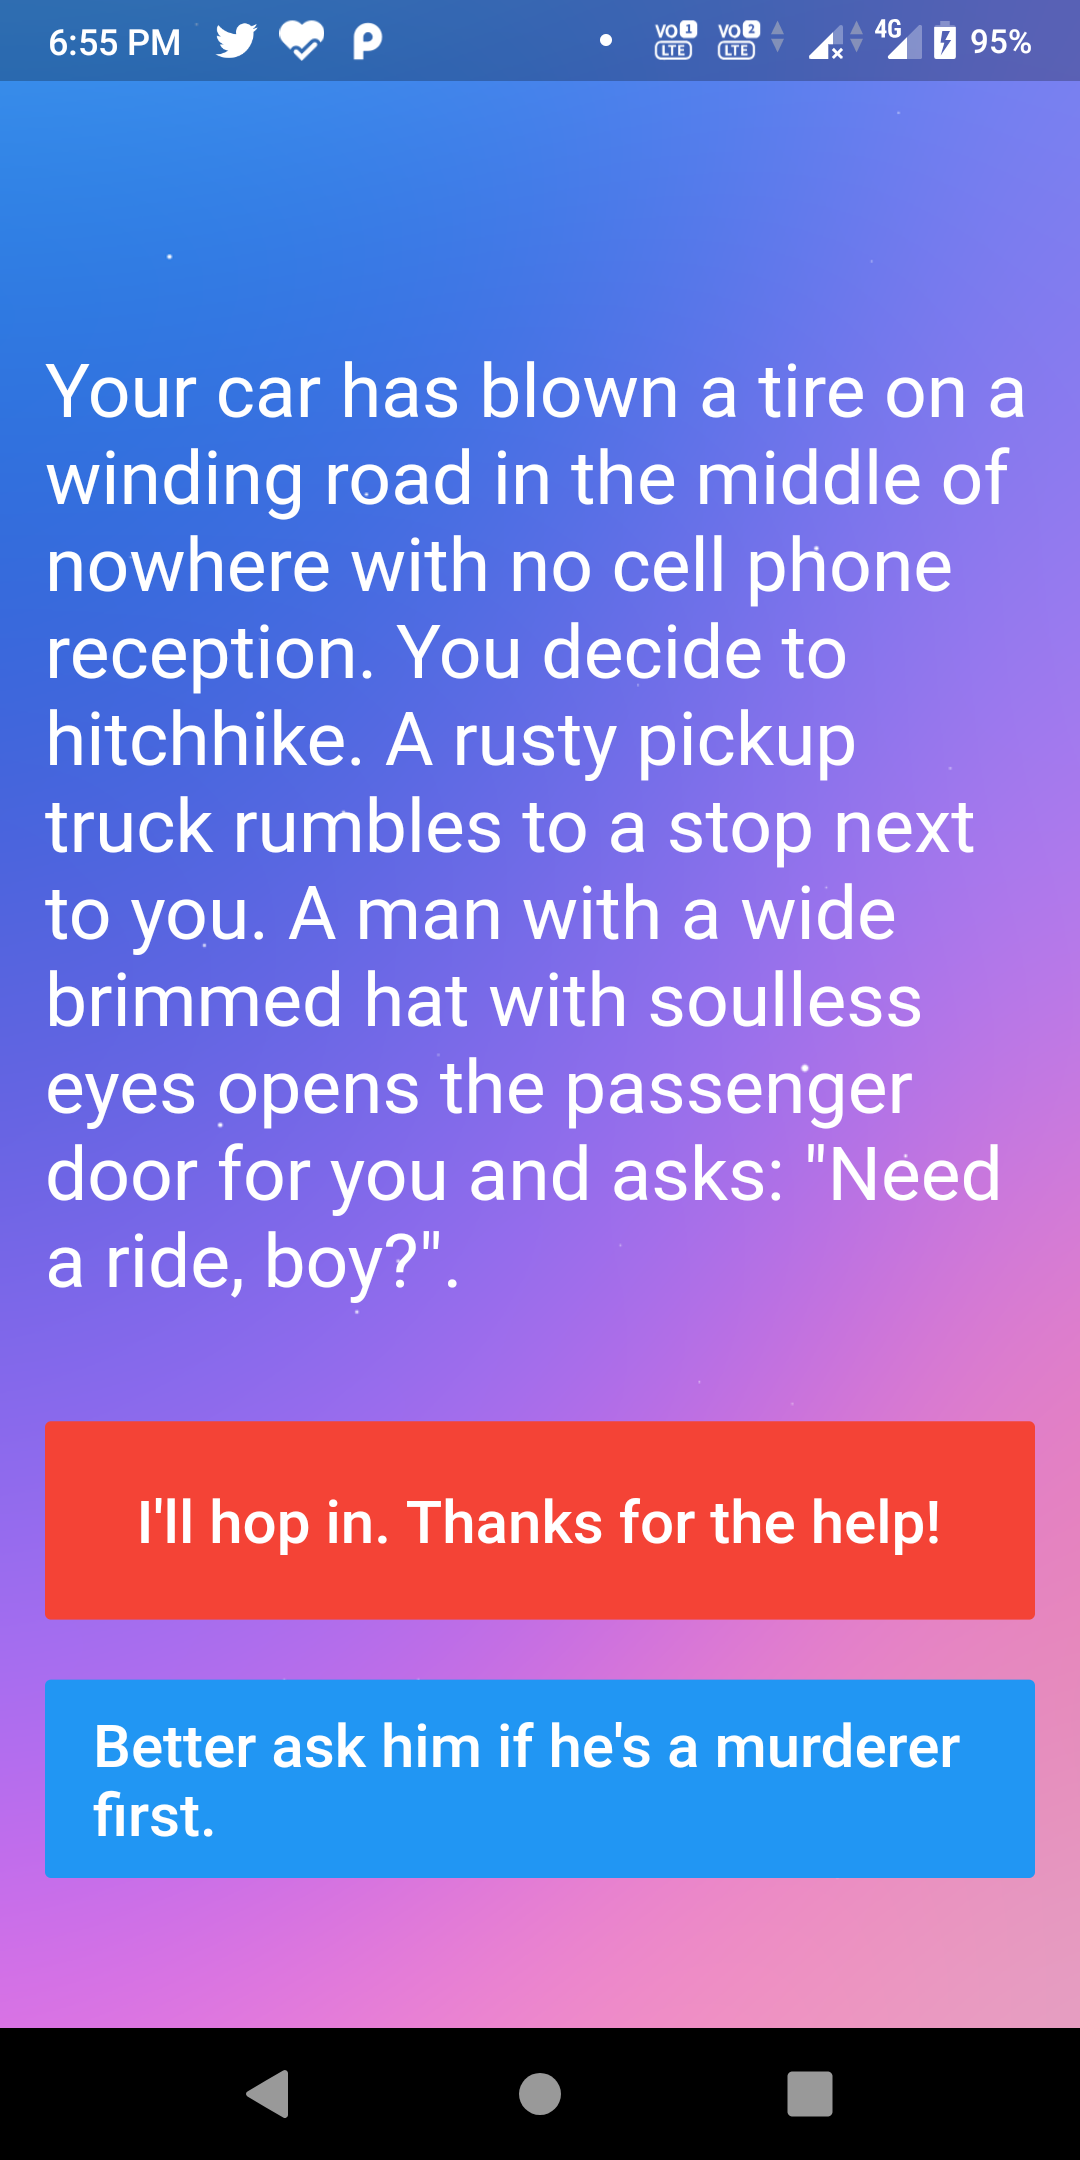 6:55 PM
VO 1 LTE
VO 2 LTE
4G
95%
Your car has blown a tire on a
winding road in the middle of
nowhere with no cell phone
reception. You decide to
hitchhike. A rusty pickup
truck rumbles to a stop next
to you. A man with a wide
brimmed hat with soulless
eyes opens the passenger
door for you and asks: "Need
a ride, boy?".
I'll hop in. Thanks for the help!
Better ask him if he's a murderer
first.